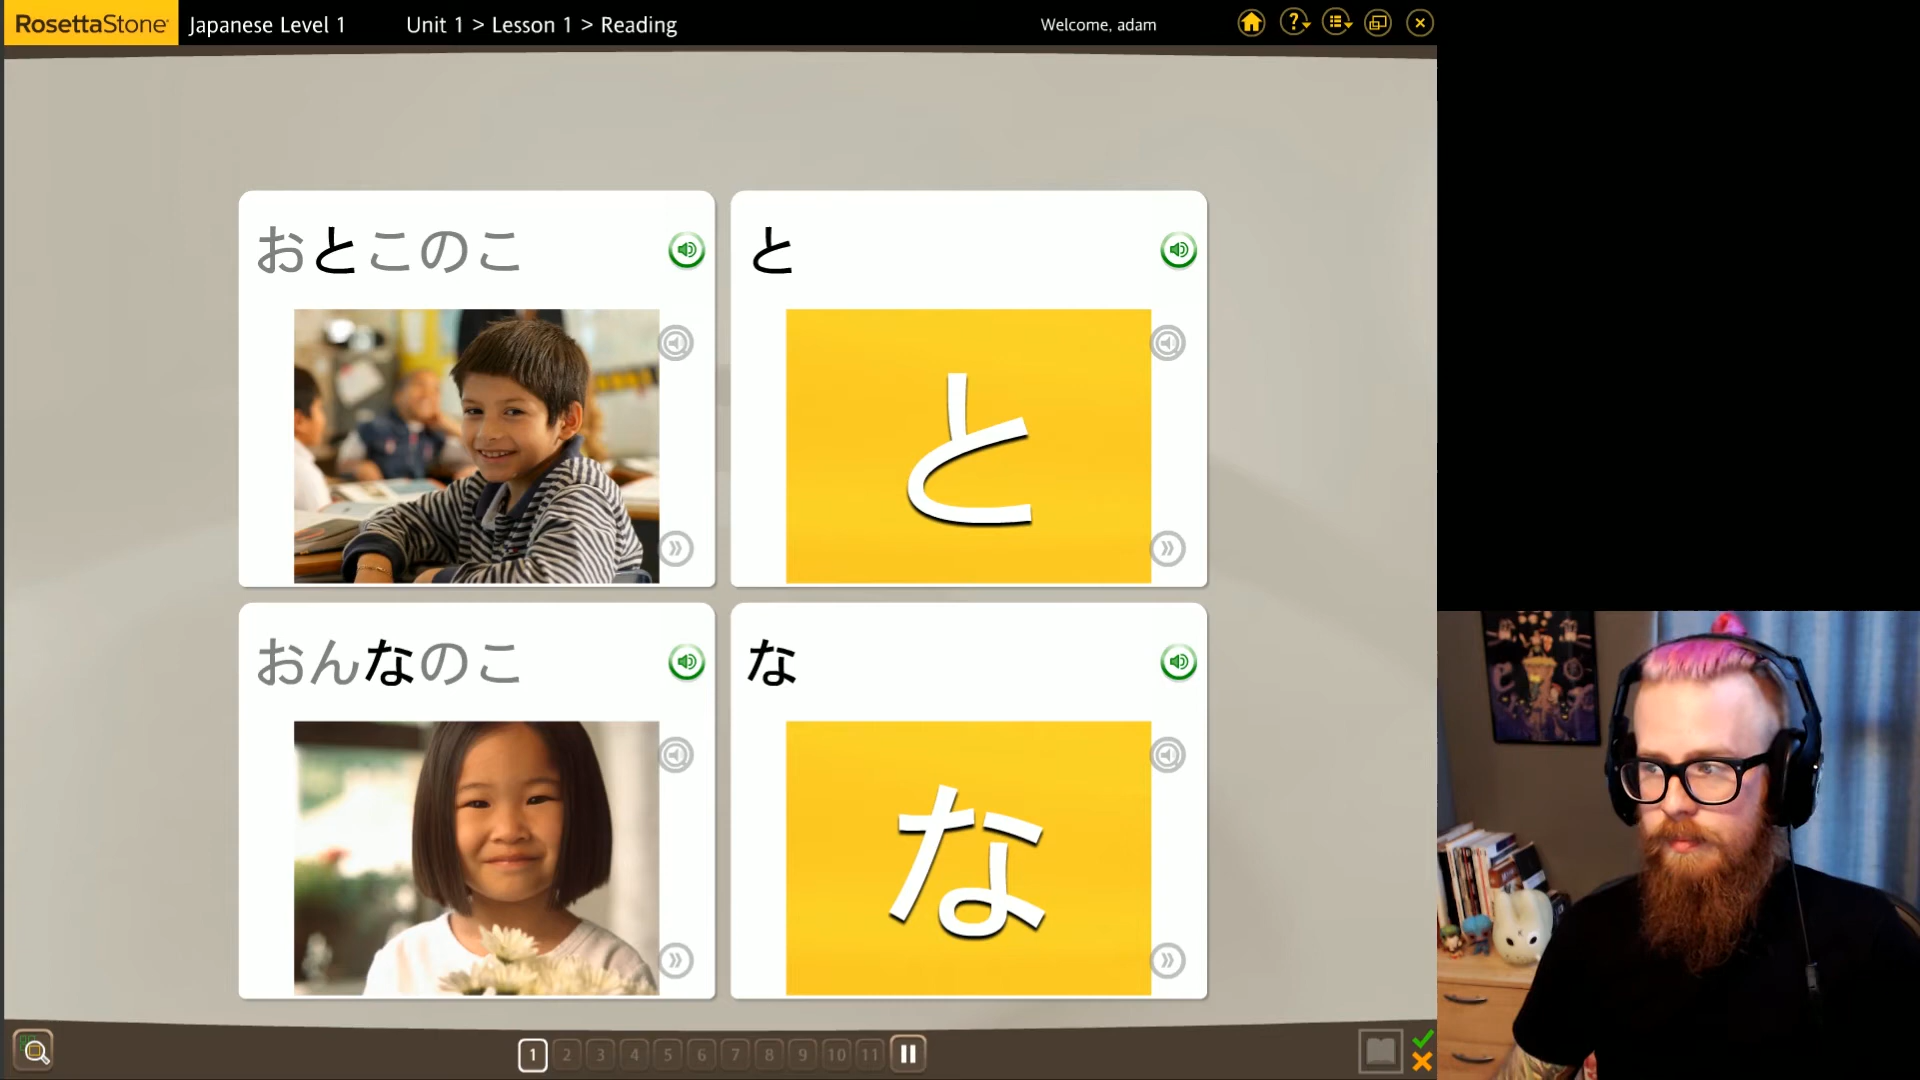 RosettaStone Japanese Level 1 Unit 1 > Lesson 1 > Reading Welcome, adam
おとこのこ
と
と
おんなのこ
な
な
1 2 3 4 5 6 7 8 9 10 11